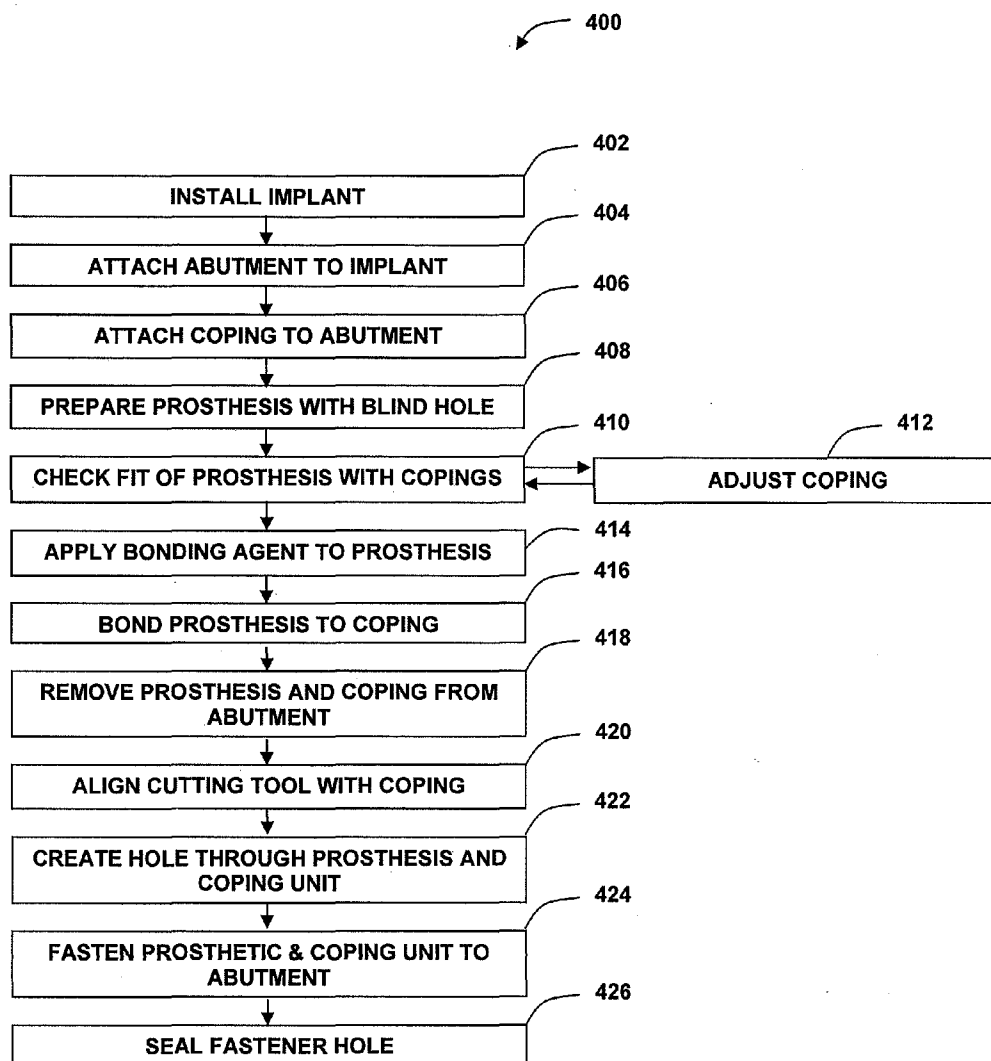 400
402
INSTALL IMPLANT
404
ATTACH ABUTMENT TO IMPLANT
406
ATTACH COPING TO ABUTMENT
408
PREPARE PROSTHESIS WITH BLIND HOLE
410
CHECK FIT OF PROSTHESIS WITH COPINGS
412
ADJUST COPING
414
APPLY BONDING AGENT TO PROSTHESIS
416
BOND PROSTHESIS TO COPING
418
REMOVE PROSTHESIS AND COPING FROM
ABUTMENT
420
ALIGN CUTTING TOOL WITH COPING
422
CREATE HOLE THROUGH PROSTHESIS AND
COPING UNIT
424
FASTEN PROSTHETIC & COPING UNIT TO
ABUTMENT
426
SEAL FASTENER HOLE